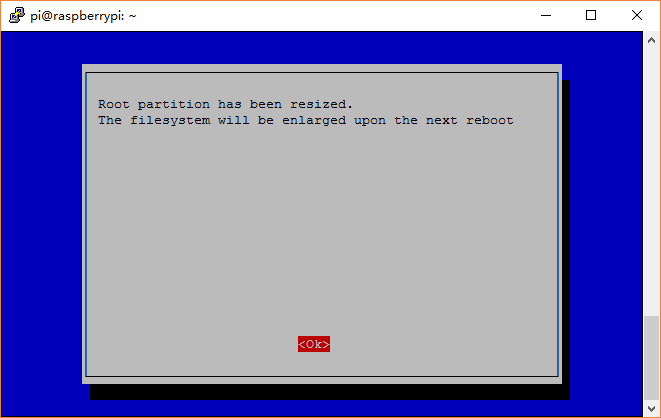 pi@raspberrypi: ~
Root partition has been resized.
The filesystem will be enlarged upon the next reboot
<Ok>